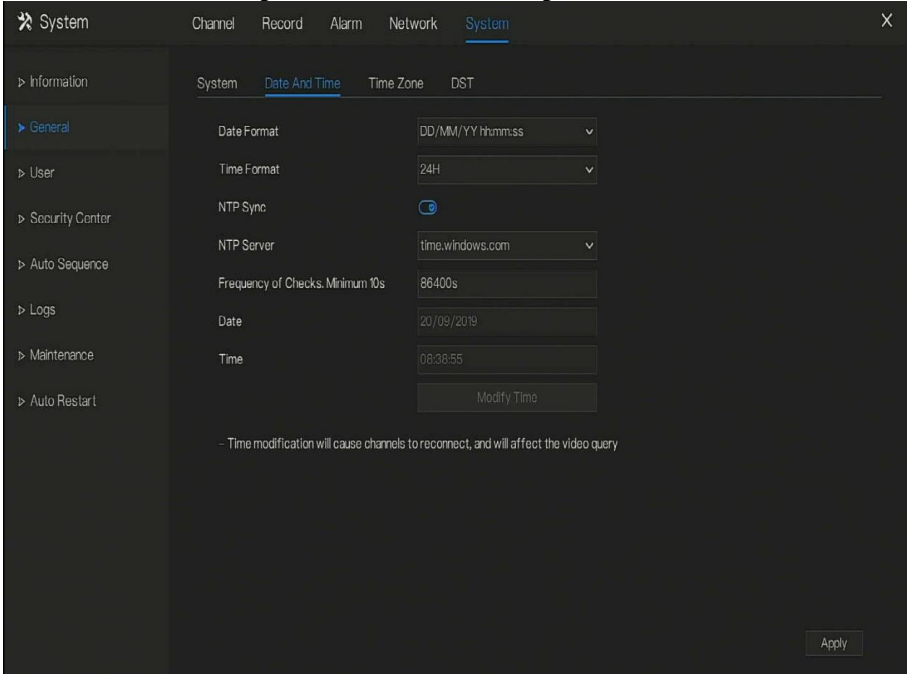 System Channel Record Alarm Network System X
Information
General
User
Security Center
Auto Sequence
Logs
Maintenance
Auto Restart
System Date And Time Time Zone DST
Date Format DD/MM/YY hh:mm:ss
Time Format 24H
NTP Sync
NTP Server time.windows.com
Frequency of Checks. Minimum 10s 86400s
Date 20/09/2019
Time 08:38:55
Modify Time
- Time modification will cause channels to reconnect, and will affect the video query
Apply